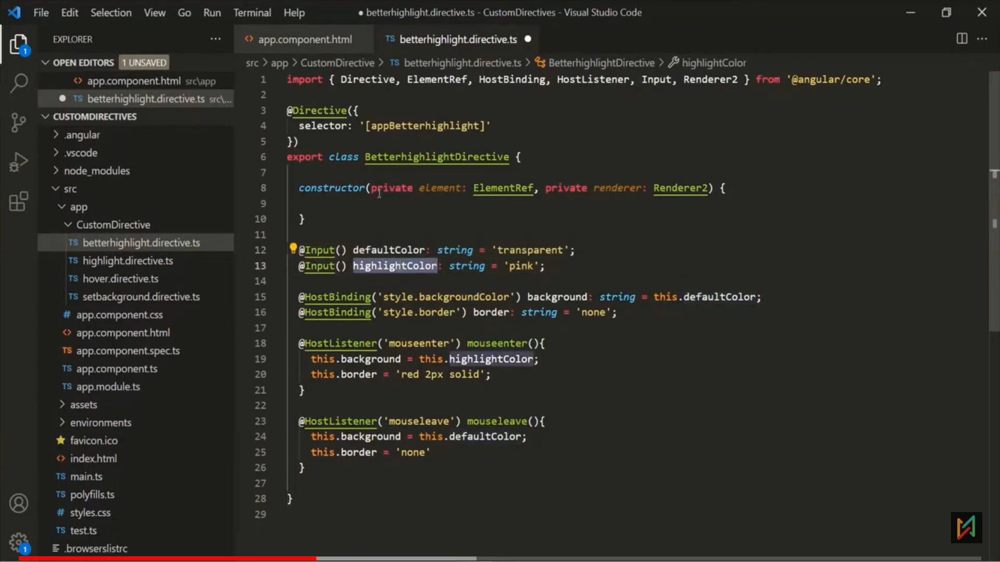 File Edit Selection View Go Run Terminal Help
● betterhighlight.directive.ts - CustomDirectives - Visual Studio Code
EXPLORER ···
OPEN EDITORS 1 UNSAVED
<> app.component.html src\app
● TS betterhighlight.directive.ts src\...
CUSTOMDIRECTIVES
.angular
.vscode
node_modules
src
app
CustomDirective
TS betterhighlight.directive.ts
TS highlight.directive.ts
TS hover.directive.ts
TS setbackground.directive.ts
# app.component.css
<> app.component.html
TS app.component.spec.ts
TS app.component.ts
TS app.module.ts
assets
environments
favicon.ico
<> index.html
TS main.ts
TS polyfills.ts
# styles.css
TS test.ts
.browserslistrc
1
1
<> app.component.html
TS betterhighlight.directive.ts ●
src > app > CustomDirective > TS betterhighlight.directive.ts > BetterhighlightDirective > highlightColor
1 import { Directive, ElementRef, HostBinding, HostListener, Input, Renderer2 } from '@angular/core';
2
3 @Directive({
4 selector: '[appBetterhighlight]'
5 })
6 export class BetterhighlightDirective {
7
8 constructor(private element: ElementRef, private renderer: Renderer2) {
9
10 }
11
12 @Input() defaultColor: string = 'transparent';
13 @Input() highlightColor: string = 'pink';
14
15 @HostBinding('style.backgroundColor') background: string = this.defaultColor;
16 @HostBinding('style.border') border: string = 'none';
17
18 @HostListener('mouseenter') mouseenter(){
19 this.background = this.highlightColor;
20 this.border = 'red 2px solid';
21 }
22
23 @HostListener('mouseleave') mouseleave(){
24 this.background = this.defaultColor;
25 this.border = 'none'
26 }
27
28 }
29